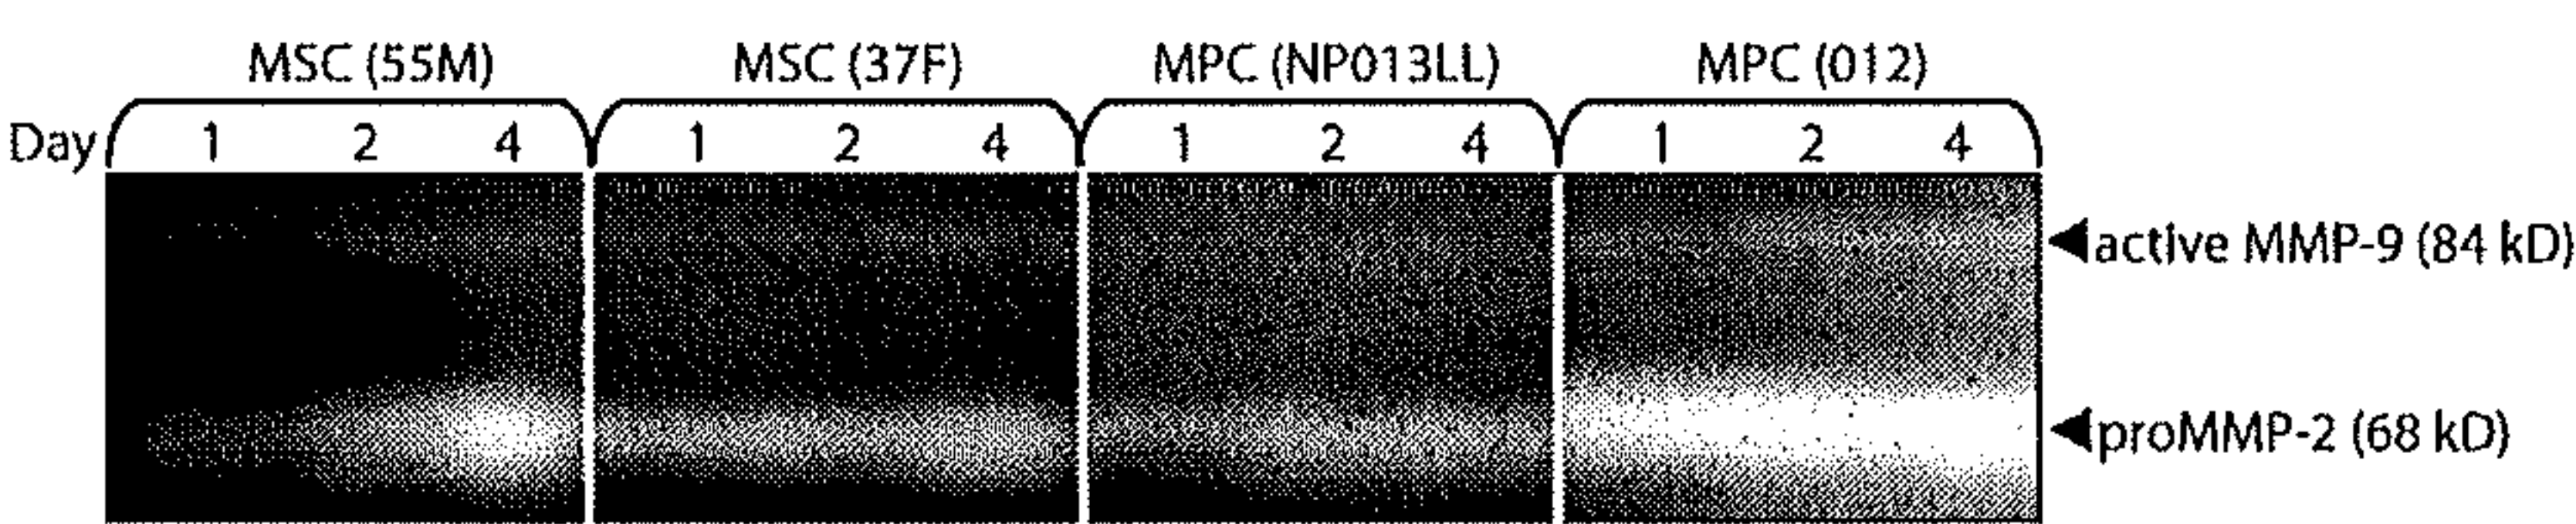 MSC (55M) MSC (37F) MPC (NP013LL) MPC (012)
Day 1 2 4 1 2 4 1 2 4 1 2 4
active MMP-9 (84 kD)
proMMP-2 (68 kD)